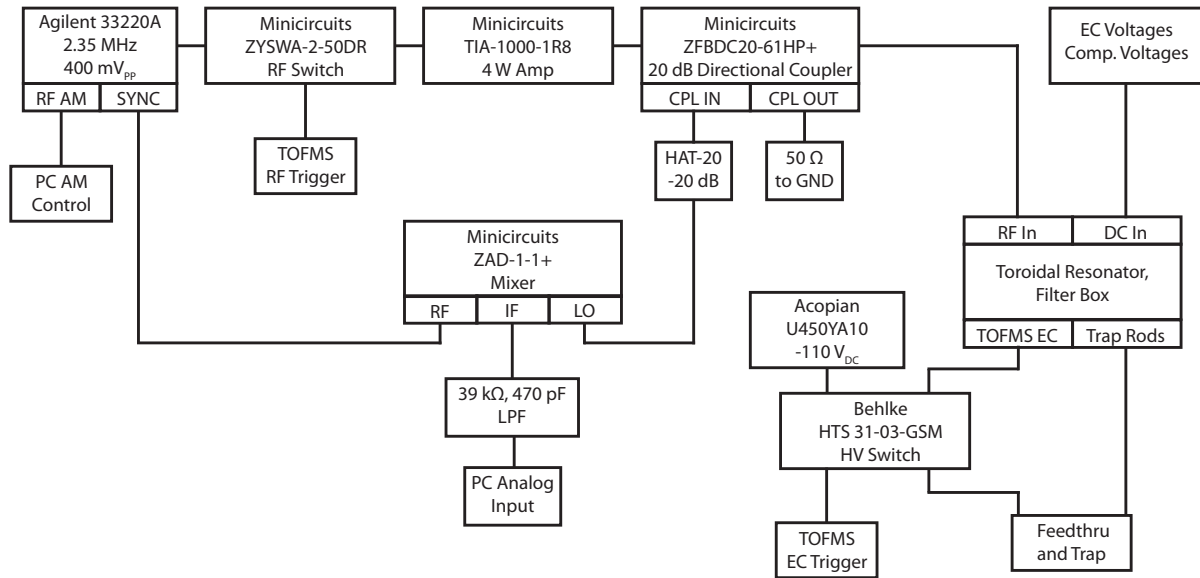 Agilent 33220A
2.35 MHz
400 mVPP
RF AM
SYNC
Minicircuits
ZYSWA-2-50DR
RF Switch
Minicircuits
TIA-1000-1R8
4 W Amp
Minicircuits
ZFBDC20-61HP+
20 dB Directional Coupler
CPL IN
CPL OUT
EC Voltages
Comp. Voltages
PC AM
Control
TOFMS
RF Trigger
HAT-20
-20 dB
50 Ω
to GND
Minicircuits
ZAD-1-1+
Mixer
RF
IF
LO
RF In
DC In
Toroidal Resonator,
Filter Box
TOFMS EC
Trap Rods
Acopian
U450YA10
-110 VDC
39 kΩ, 470 pF
LPF
Behlke
HTS 31-03-GSM
HV Switch
PC Analog
Input
TOFMS
EC Trigger
Feedthru
and Trap